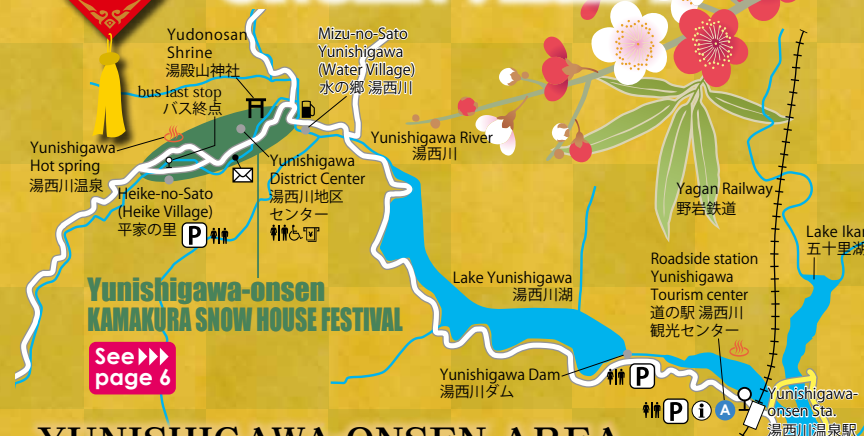 Yudonosan
Shrine
湯殿山神社
bus last stop
バス終点
Mizu-no-Sato
Yunishigawa
(Water Village)
水の郷 湯西川
Yunishigawa
Hot spring
湯西川温泉
Heike-no-Sato
(Heike Village)
平家の里
P
Yunishigawa
District Center
湯西川地区
センター
Yunishigawa River
湯西川
Yagan Railway
野岩鉄道
五十里湖
Lake Yunishigawa
湯西川湖
Roadside station
Yunishigawa
Tourism center
道の駅 湯西川
観光センター
Yunishigawa-onsen
KAMAKURA SNOW HOUSE FESTIVAL
See
page 6
Yunishigawa Dam
湯西川ダム
P
P i A
Yunishigawa-
onsen Sta.
湯西川温泉駅
YUNISHIGAWA ONSEN AREA